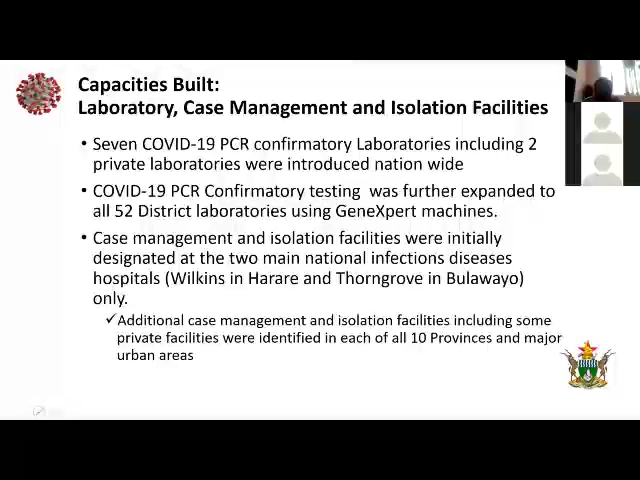 Capacities Built:
Laboratory, Case Management and Isolation Facilities
• Seven COVID-19 PCR confirmatory Laboratories including 2
private laboratories were introduced nation wide
• COVID-19 PCR Confirmatory testing was further expanded to
all 52 District laboratories using GeneXpert machines.
• Case management and isolation facilities were initially
designated at the two main national infections diseases
hospitals (Wilkins in Harare and Thorngrove in Bulawayo)
only.
✓Additional case management and isolation facilities including some
private facilities were identified in each of all 10 Provinces and major
urban areas